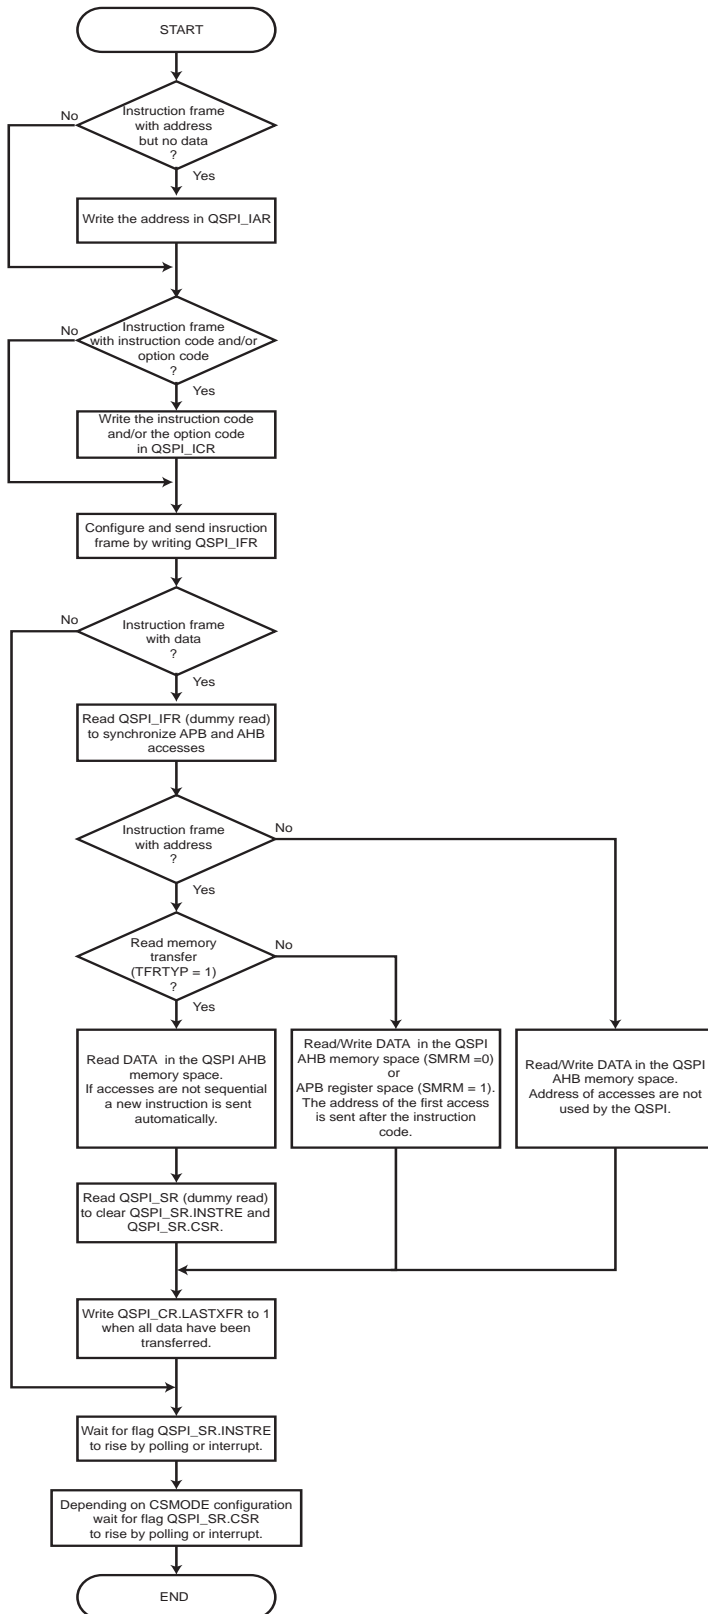 START
No
Instruction frame
with address
but no data
?
Yes
Write the address in QSPI_IAR
No
Instruction frame
with instruction code and/or
option code
?
Yes
Write the instruction code
and/or the option code
in QSPI_ICR
Configure and send insruction
frame by writing QSPI_IFR
No
Instruction frame
with data
?
Yes
Read QSPI_IFR (dummy read)
to synchronize APB and AHB
accesses
Instruction frame
with address
?
No
Yes
Read memory
transfer
(TFRTYP = 1)
?
No
Yes
Read DATA in the QSPI AHB
memory space.
If accesses are not sequential
a new instruction is sent
automatically.
Read/Write DATA in the QSPI
AHB memory space (SMRM =0)
or
APB register space (SMRM = 1).
The address of the first access
is sent after the instruction
code.
Read/Write DATA in the QSPI
AHB memory space.
Address of accesses are not
used by the QSPI.
Read QSPI_SR (dummy read)
to clear QSPI_SR.INSTRE and
QSPI_SR.CSR.
Write QSPI_CR.LASTXFR to 1
when all data have been
transferred.
Wait for flag QSPI_SR.INSTRE
to rise by polling or interrupt.
Depending on CSMODE configuration
wait for flag QSPI_SR.CSR
to rise by polling or interrupt.
END